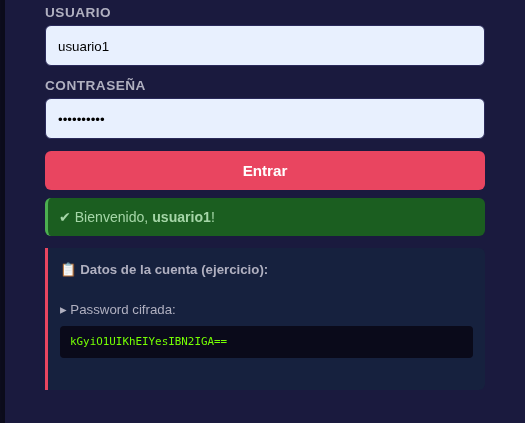 USUARIO
usuario1
CONTRASEÑA
••••••••••
Entrar
✔ Bienvenido, usuario1!
📋 Datos de la cuenta (ejercicio):
▸ Password cifrada:
kGyiO1UIKhEIYesIBN2IGA==